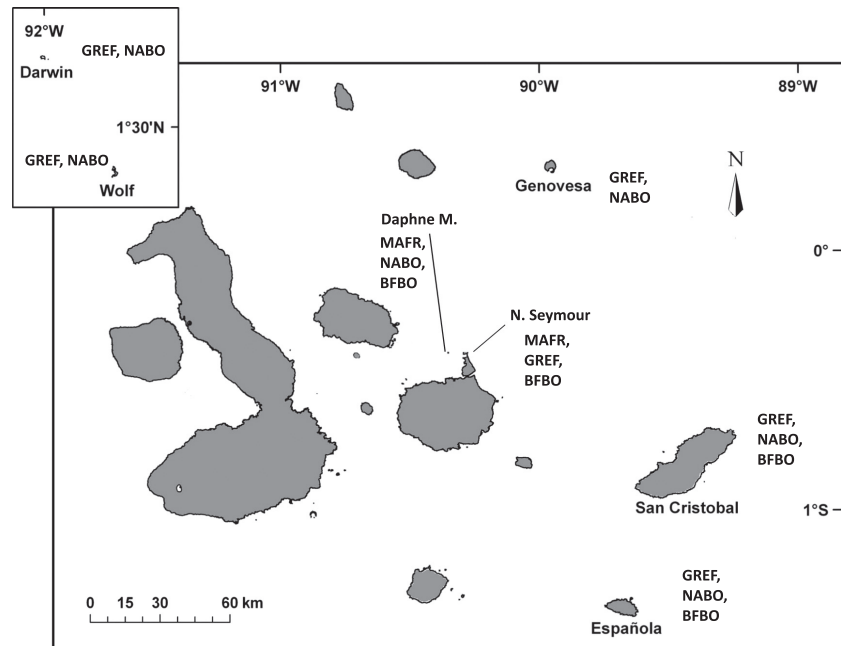 92°W
GREF, NABO
Darwin
1°30'N
GREF, NABO
Wolf
91°W
90°W
89°W
Genovesa
GREF,
NABO
N
Daphne M.
MAFR,
NABO,
BFBO
0°
N. Seymour
MAFR,
GREF,
BFBO
GREF,
NABO,
BFBO
San Cristobal
1°S
GREF,
NABO,
BFBO
Española
0 15 30 60 km